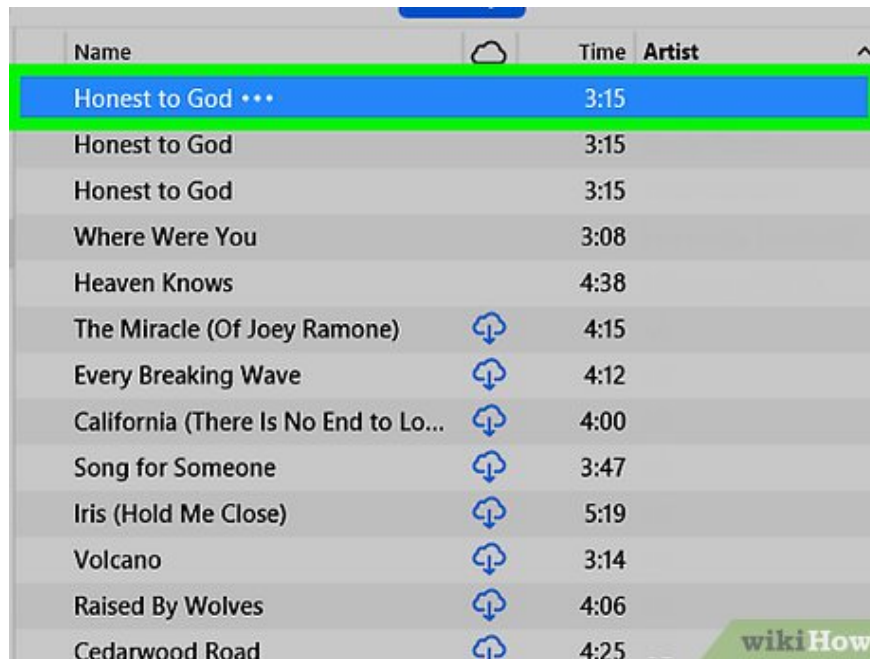 Name Time Artist
Honest to God ••• 3:15
Honest to God 3:15
Honest to God 3:15
Where Were You 3:08
Heaven Knows 4:38
The Miracle (Of Joey Ramone) 4:15
Every Breaking Wave 4:12
California (There Is No End to Lo... 4:00
Song for Someone 3:47
Iris (Hold Me Close) 5:19
Volcano 3:14
Raised By Wolves 4:06
Cedarwood Road 4:25
wikiHow